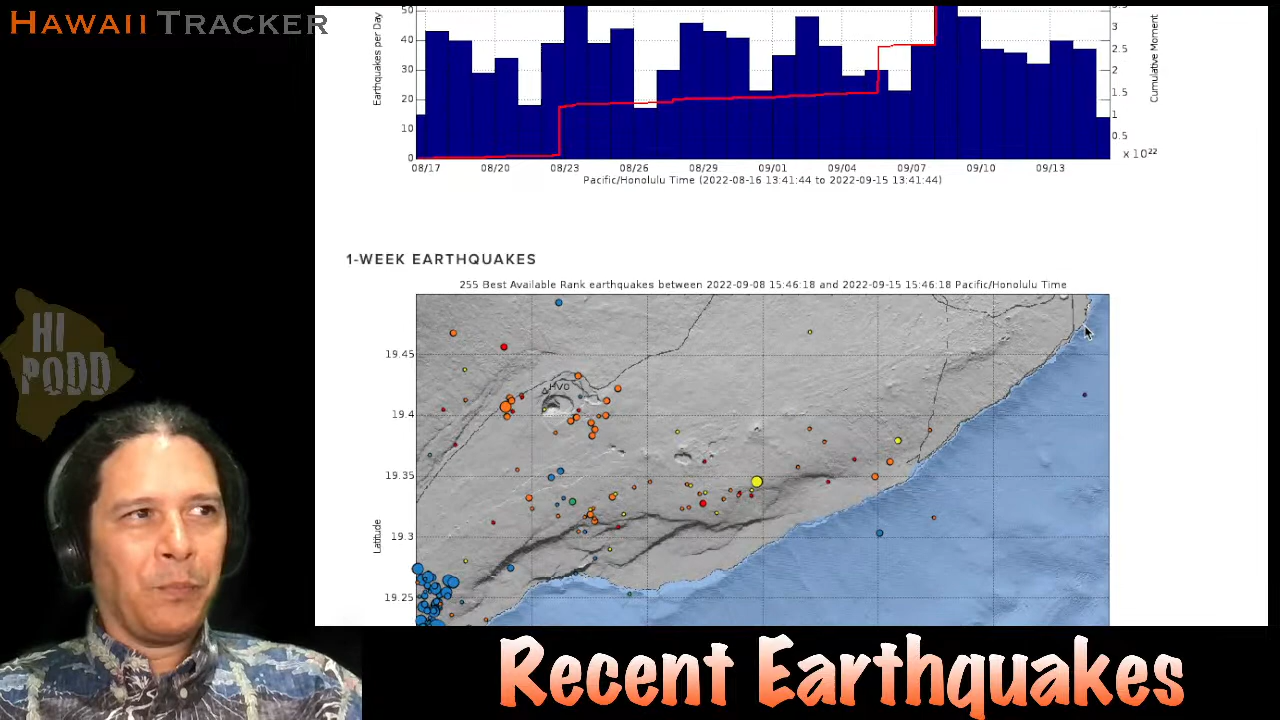 HAWAII TRACKER
50
40
30
20
10
0
Earthquakes per Day
3
2.5
2
1.5
1
0.5
x 10²²
Cumulative Moment
08/17 08/20 08/23 08/26 08/29 09/01 09/04 09/07 09/10 09/13
Pacific/Honolulu Time (2022-08-16 13:41:44 to 2022-09-15 13:41:44)
1-WEEK EARTHQUAKES
255 Best Available Rank earthquakes between 2022-09-08 15:46:18 and 2022-09-15 15:46:18 Pacific/Honolulu Time
19.45
19.4
19.35
19.3
19.25
Latitude
HVO
HI
PODD
Recent Earthquakes